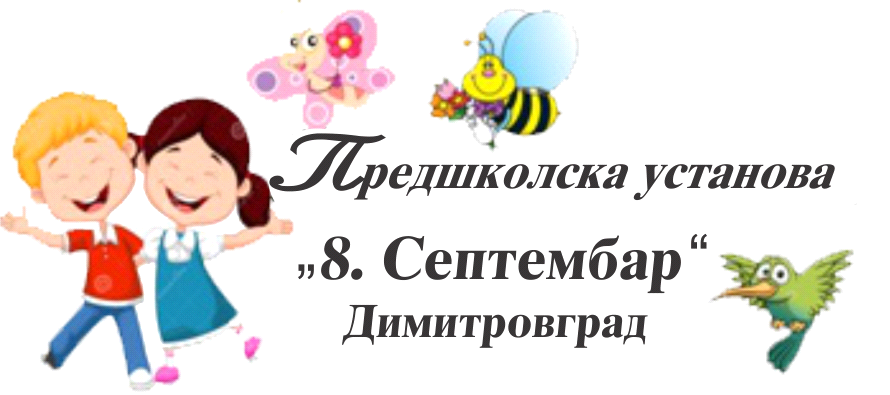 Предшколска установа
„8. Септембар“
Димитровград